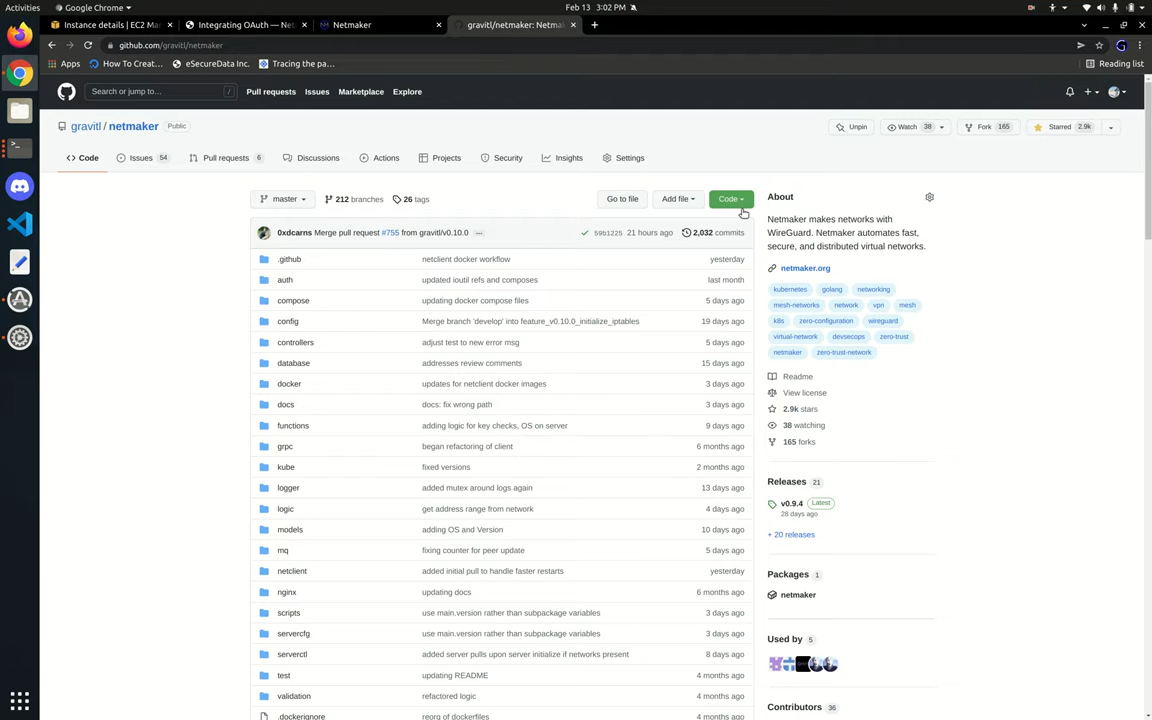 Activities
Google Chrome
Feb 13 3:02 PM
Instance details | EC2 Ma
Integrating OAuth — Net
Netmaker
gravitl/netmaker: Netma
github.com/gravitl/netmaker
Apps
How To Creat...
eSecureData Inc.
Tracing the pa...
Reading list
Search or jump to...
/
Pull requests
Issues
Marketplace
Explore
gravitl / netmaker
Public
Unpin
Watch 38
Fork 165
Starred 2.9k
Code
Issues 54
Pull requests 6
Discussions
Actions
Projects
Security
Insights
Settings
master
212 branches
26 tags
Go to file
Add file
Code
0xdcarns Merge pull request #755 from gravitl/v0.10.0 ...
59b1225 21 hours ago
2,032 commits
.github netclient docker workflow yesterday
auth updated ioutil refs and composes last month
compose updating docker compose files 5 days ago
config Merge branch 'develop' into feature_v0.10.0_initialize_iptables 19 days ago
controllers adjust test to new error msg 5 days ago
database addresses review comments 15 days ago
docker updates for netclient docker images 3 days ago
docs docs: fix wrong path 3 days ago
functions adding logic for key checks, OS on server 9 days ago
grpc began refactoring of client 6 months ago
kube fixed versions 2 months ago
logger added mutex around logs again 13 days ago
logic get address range from network 4 days ago
models adding OS and Version 10 days ago
mq fixing counter for peer update 5 days ago
netclient added initial pull to handle faster restarts yesterday
nginx updating docs 6 months ago
scripts use main.version rather than subpackage variables 3 days ago
servercfg use main.version rather than subpackage variables 3 days ago
serverctl added server pulls upon server initialize if networks present 8 days ago
test updating README 4 months ago
validation refactored logic 4 months ago
.dockerignore reorg of dockerfiles 4 months ago
About
Netmaker makes networks with
WireGuard. Netmaker automates fast,
secure, and distributed virtual networks.
netmaker.org
kubernetes golang networking
mesh-networks network vpn mesh
k8s zero-configuration wireguard
virtual-network devsecops zero-trust
netmaker zero-trust-network
Readme
View license
2.9k stars
38 watching
165 forks
Releases 21
v0.9.4 Latest
28 days ago
+ 20 releases
Packages 1
netmaker
Used by 5
Contributors 36